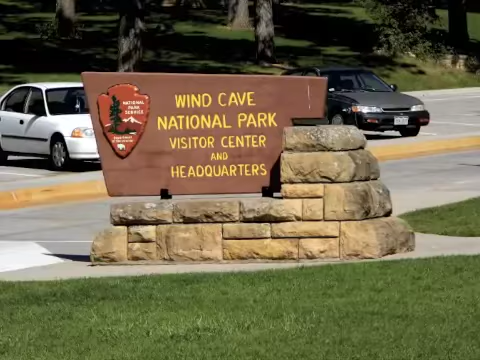 NATIONAL
PARK
SERVICE
WIND CAVE
NATIONAL PARK
VISITOR CENTER
AND
HEADQUARTERS